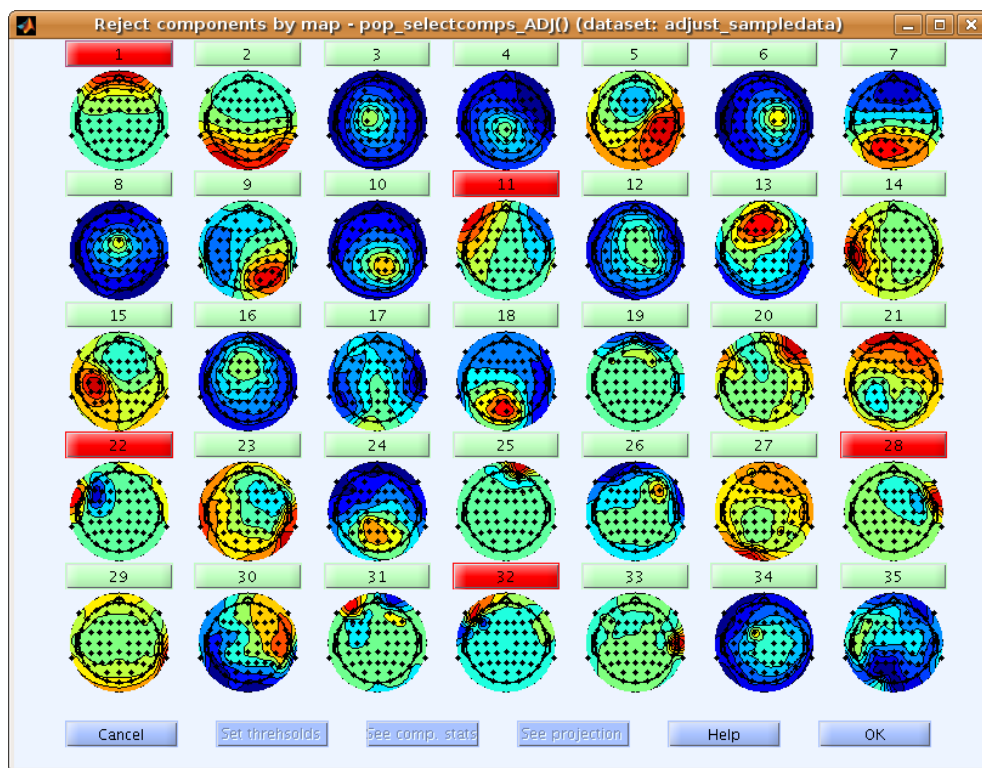 Reject components by map - pop_selectcomps_ADJ() (dataset: adjust_sampledata)
1 2 3 4 5 6 7
8 9 10 11 12 13 14
15 16 17 18 19 20 21
22 23 24 25 26 27 28
29 30 31 32 33 34 35
Cancel Set threhsolds See comp. stats See projection Help OK